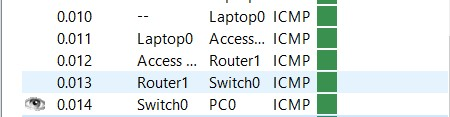 0.010 -- Laptop0 ICMP
0.011 Laptop0 Access... ICMP
0.012 Access ... Router1 ICMP
0.013 Router1 Switch0 ICMP
0.014 Switch0 PC0 ICMP